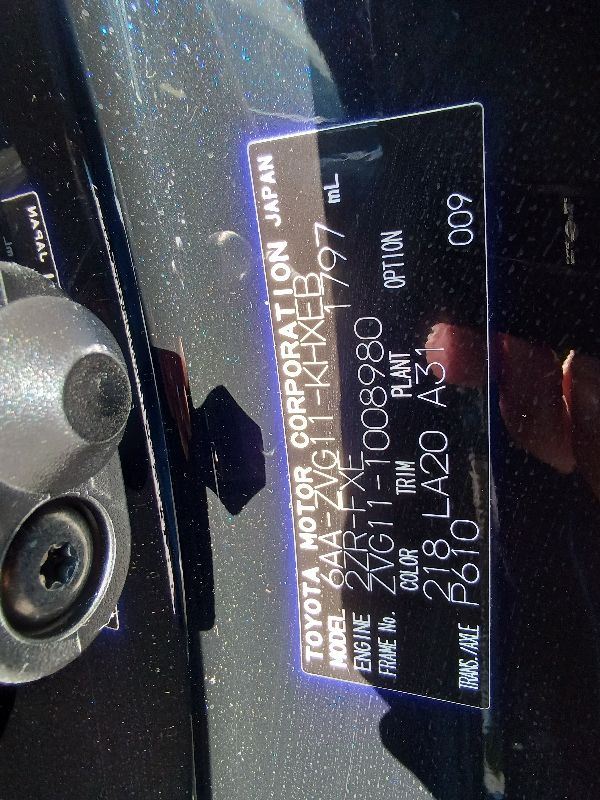 TOYOTA MOTOR CORPORATION JAPAN
MODEL 6AA-ZVG11-KHXEB
ENGINE 2ZR-FXE 1797 mL
FRAME No. ZVG11-1008980
COLOR TRIM PLANT OPTION
218 LA20 A31
TRANS./AXLE P610 009